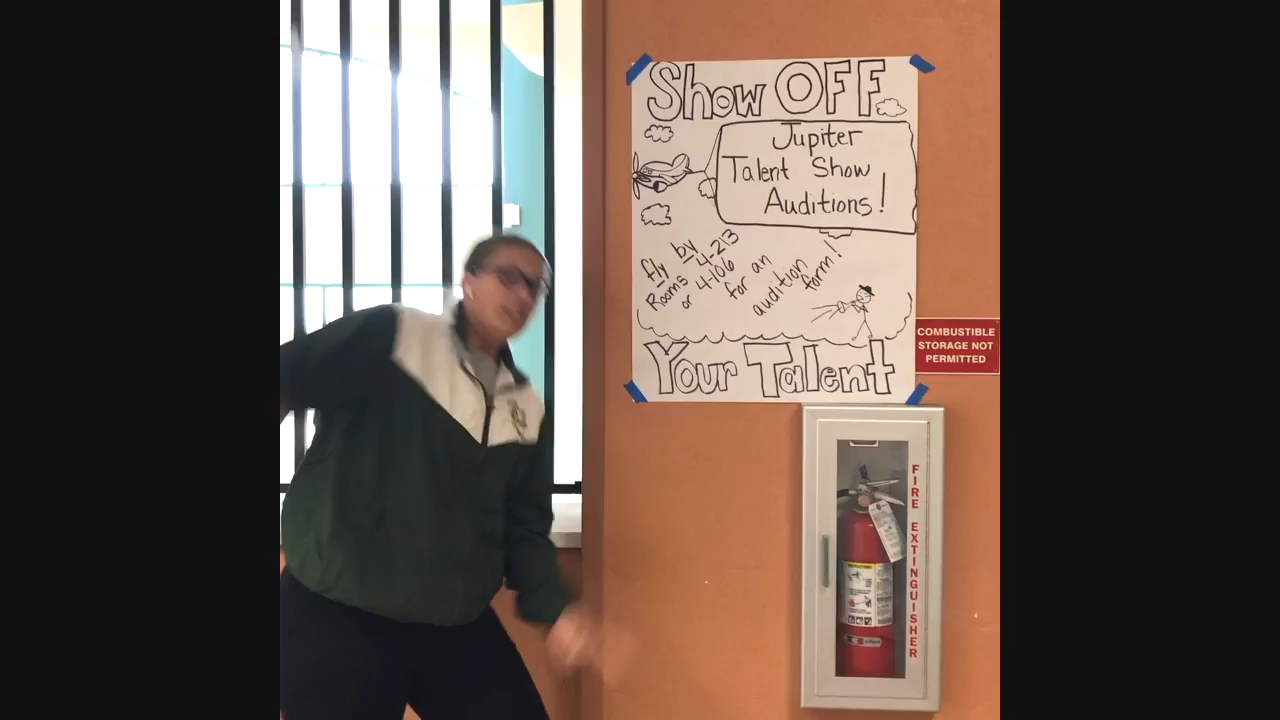 Show OFF
Jupiter
Talent Show
Auditions!
fly by
Rooms 4-213
or 4-106
for an
audition
form!
Your Talent
COMBUSTIBLE
STORAGE NOT
PERMITTED
FIRE EXTINGUISHER